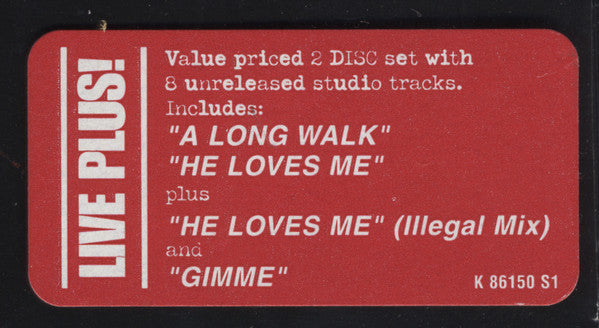 LIVE PLUS!
Value priced 2 DISC set with
8 unreleased studio tracks.
Includes:
"A LONG WALK"
"HE LOVES ME"
plus
"HE LOVES ME" (Illegal Mix)
and
"GIMME"
K 86150 S1